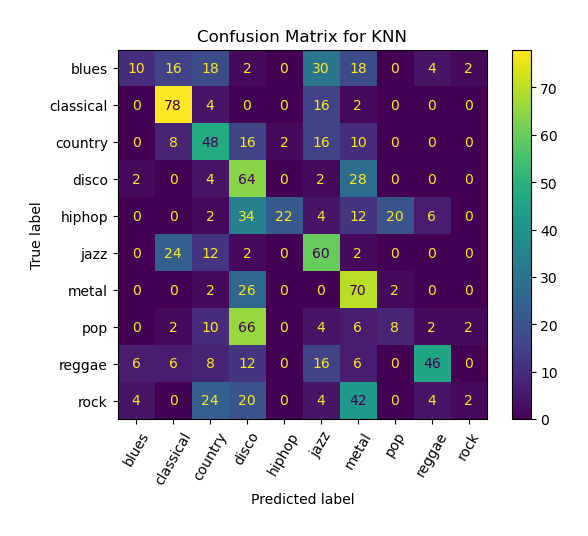 Confusion Matrix for KNN
True label
blues 10 16 18 2 0 30 18 0 4 2
classical 0 78 4 0 0 16 2 0 0 0
country 0 8 48 16 2 16 10 0 0 0
disco 2 0 4 64 0 2 28 0 0 0
hiphop 0 0 2 34 22 4 12 20 6 0
jazz 0 24 12 2 0 60 2 0 0 0
metal 0 0 2 26 0 0 70 2 0 0
pop 0 2 10 66 0 4 6 8 2 2
reggae 6 6 8 12 0 16 6 0 46 0
rock 4 0 24 20 0 4 42 0 4 2
blues classical country disco hiphop jazz metal pop reggae rock
Predicted label
70
60
50
40
30
20
10
0